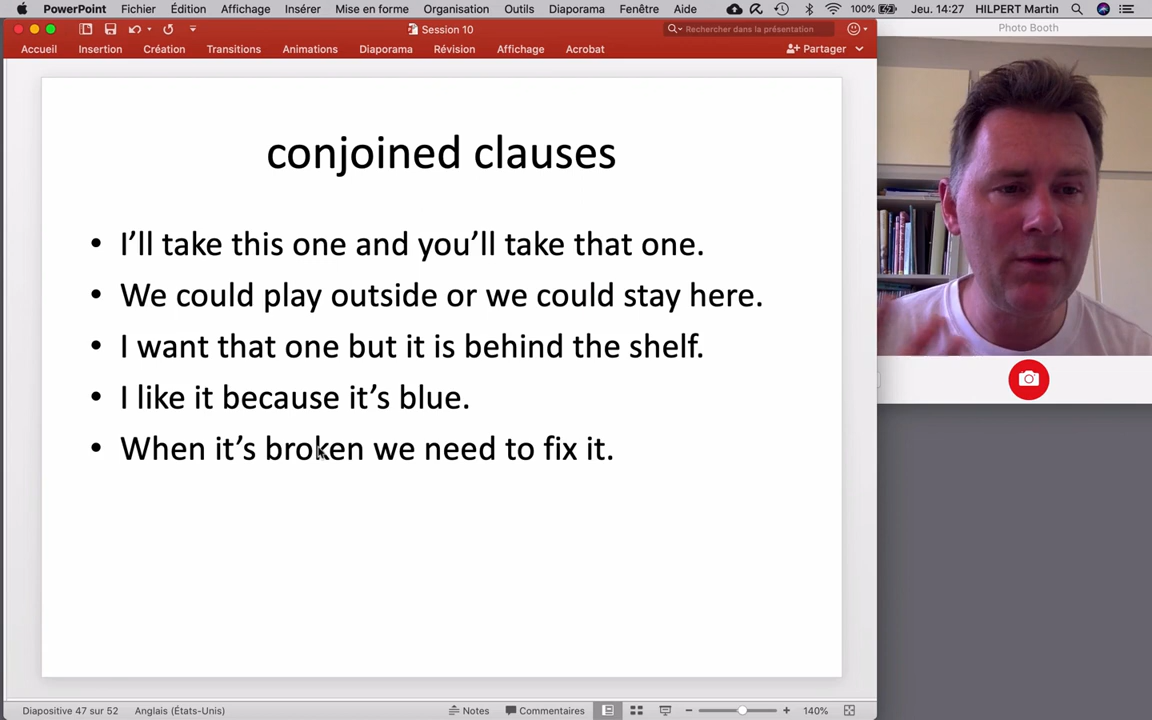 PowerPoint Fichier Édition Affichage Insérer Mise en forme Organisation Outils Diaporama Fenêtre Aide 100% Jeu. 14:27 HILPERT Martin
Session 10
Rechercher dans la présentation
Photo Booth
Accueil Insertion Création Transitions Animations Diaporama Révision Affichage Acrobat Partager
conjoined clauses
• I’ll take this one and you’ll take that one.
• We could play outside or we could stay here.
• I want that one but it is behind the shelf.
• I like it because it’s blue.
• When it’s broken we need to fix it.
Diapositive 47 sur 52 Anglais (États-Unis) Notes Commentaires 140%